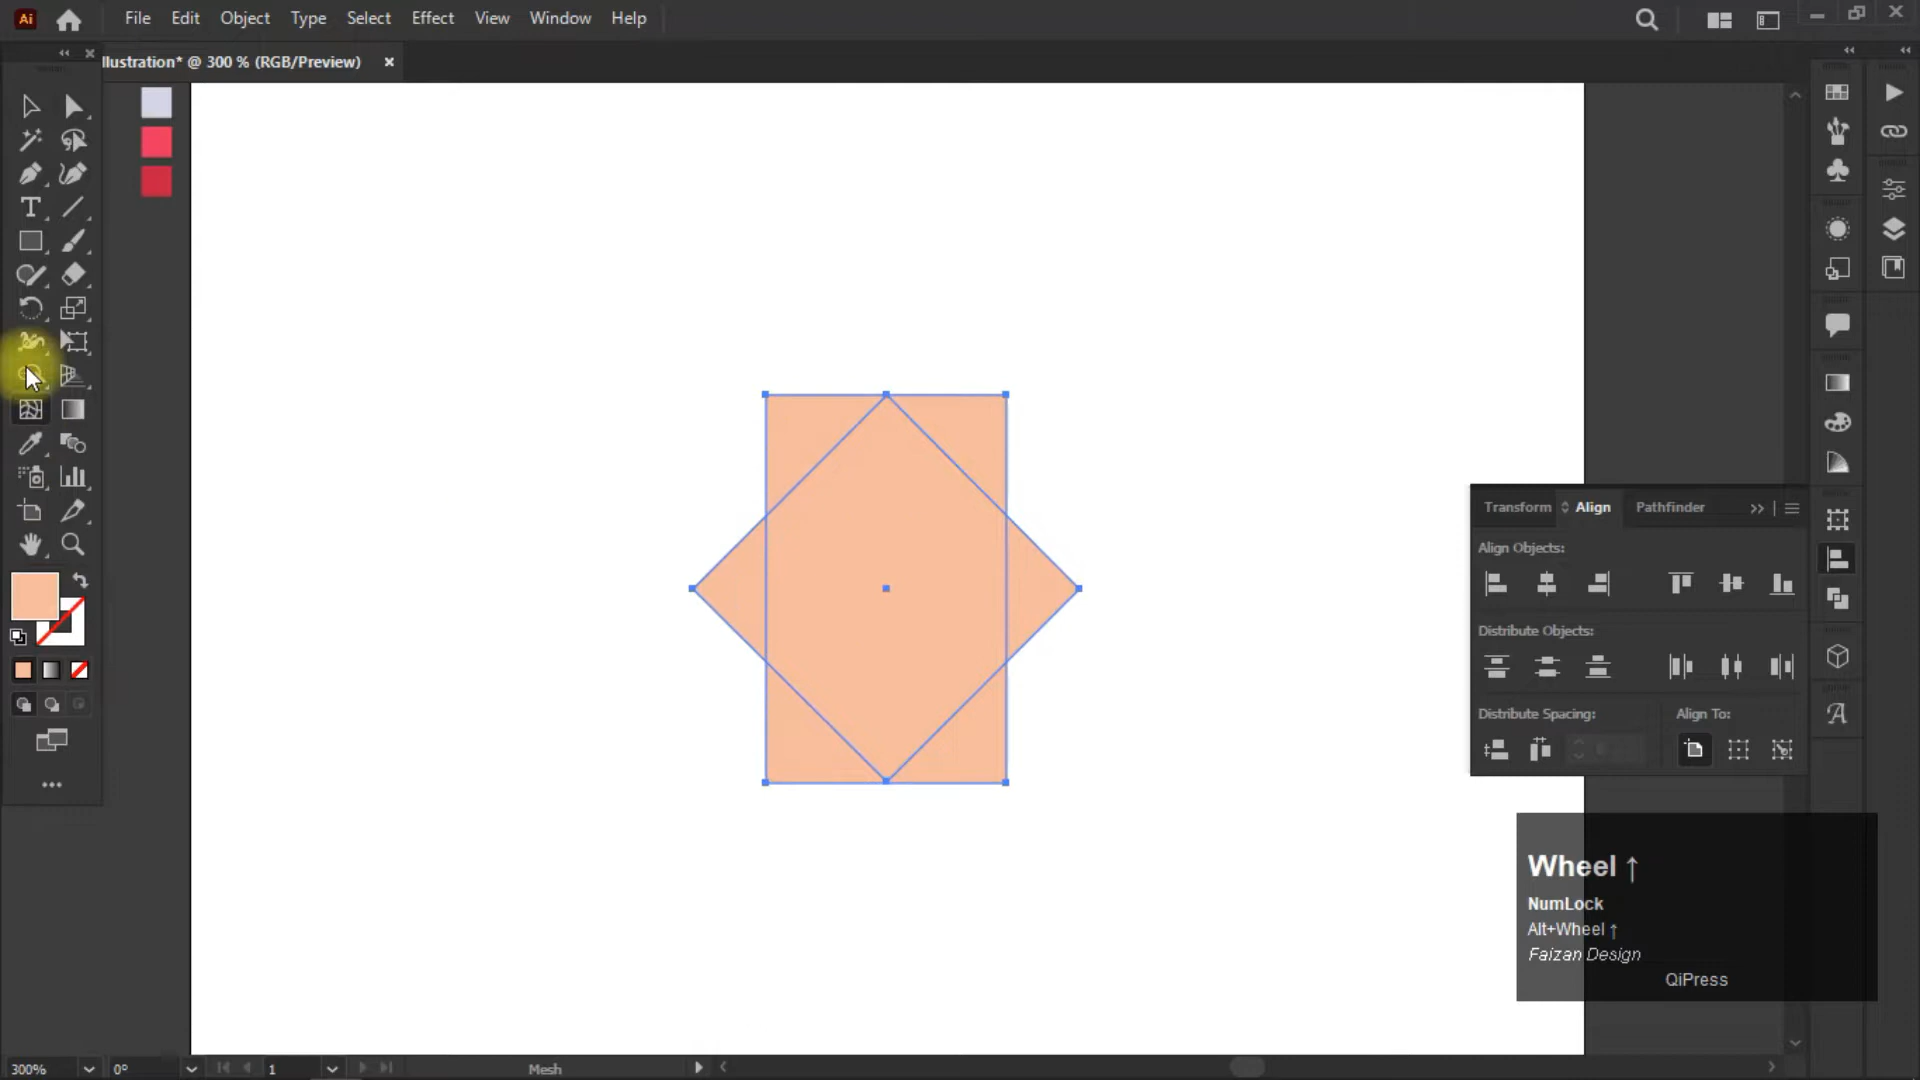 Ai File Edit Object Type Select Effect View Window Help
llustration* @ 300 % (RGB/Preview) ×
Transform Align Pathfinder
Align Objects:
Distribute Objects:
Distribute Spacing: Align To:
Wheel ↑
NumLock
Alt+Wheel ↑
Faizan Design
QiPress
300% 0° 1 Mesh